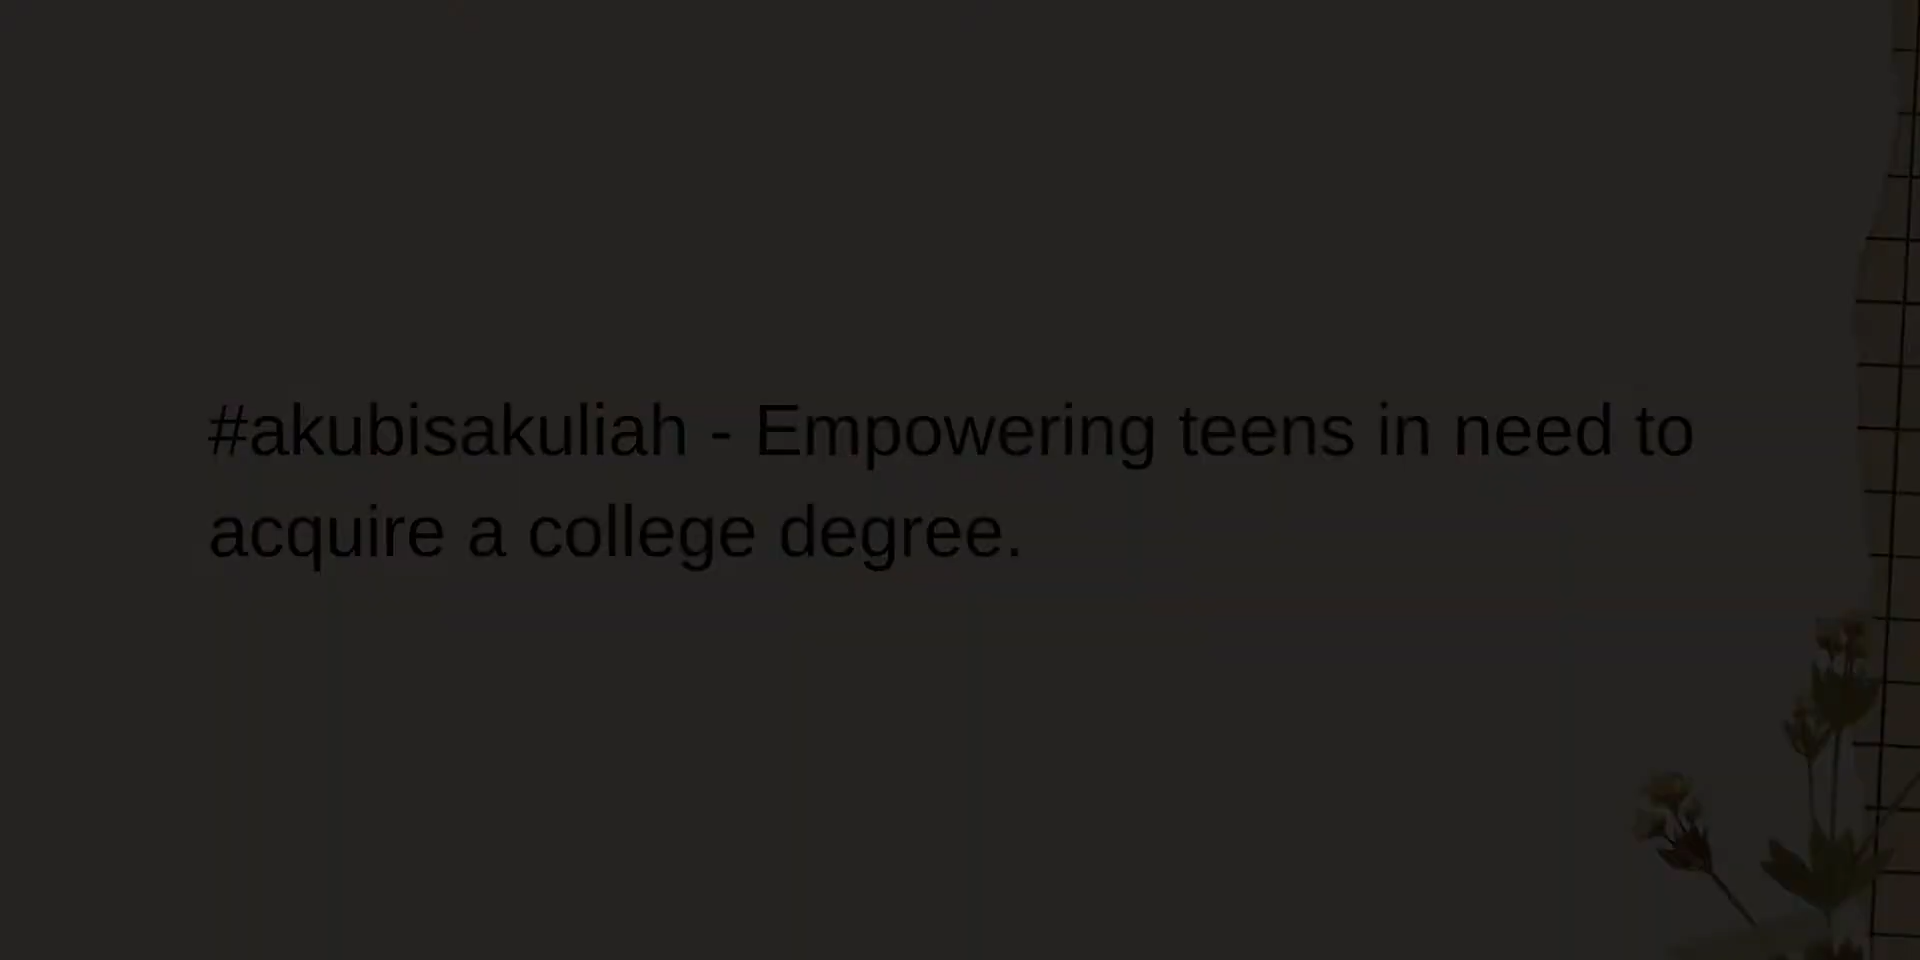 #akubisakuliah - Empowering teens in need to
acquire a college degree.